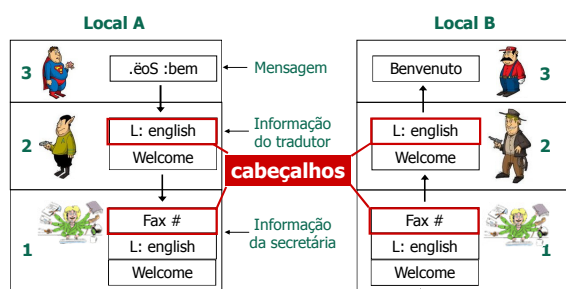 Local A
Local B
3
.ëoS :bem
Mensagem
Benvenuto
3
2
L: english
Welcome
Informação
do tradutor
L: english
Welcome
2
cabeçalhos
1
Fax #
L: english
Welcome
Informação
da secretária
Fax #
L: english
Welcome
1